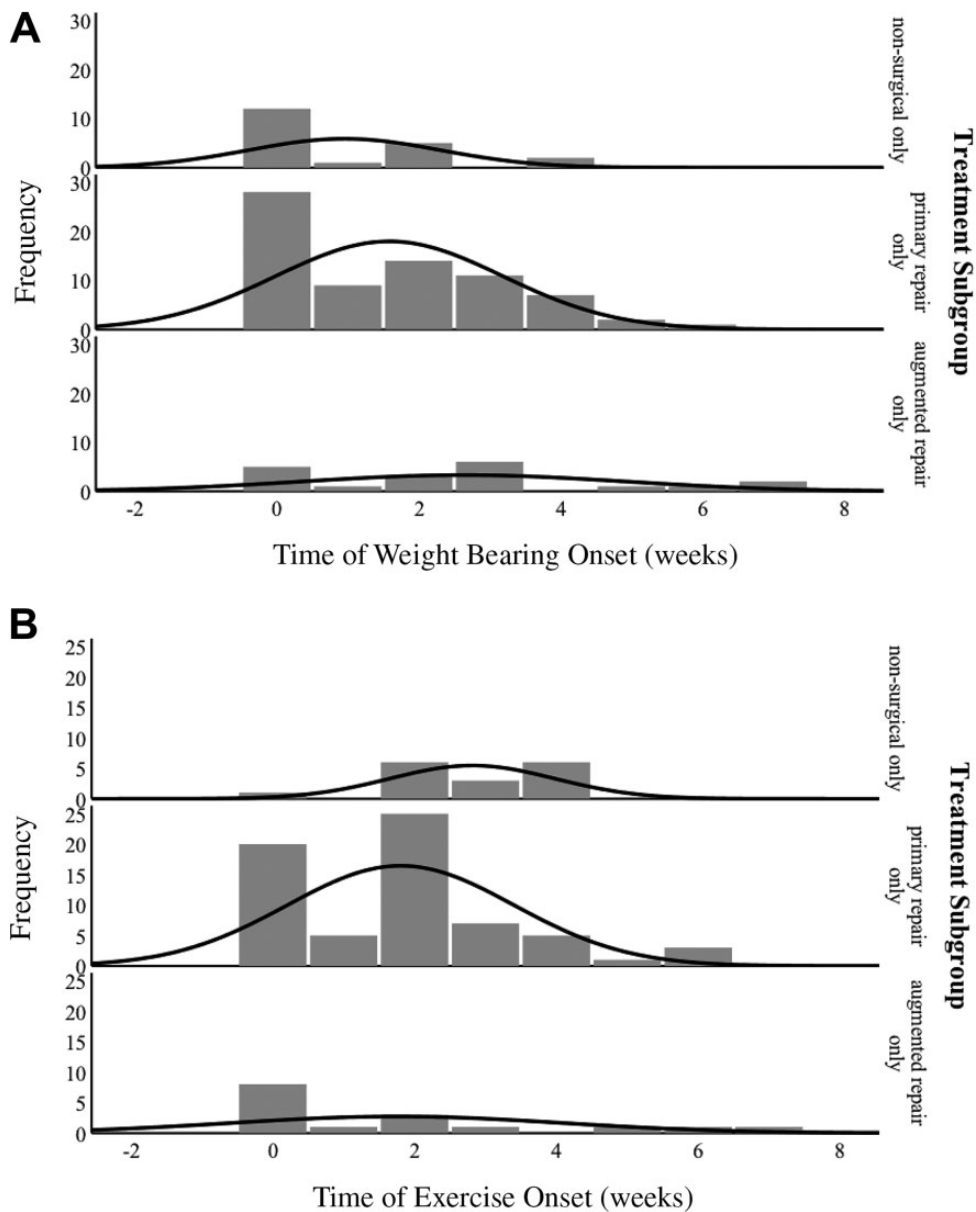 A
30
20
10
0
non-surgical only
30
20
10
0
primary repair
only
30
20
10
0
augmented repair
only
Frequency
Treatment Subgroup
-2 0 2 4 6 8
Time of Weight Bearing Onset (weeks)
B
25
20
15
10
5
0
non-surgical only
25
20
15
10
5
0
primary repair
only
25
20
15
10
5
0
augmented repair
only
Frequency
Treatment Subgroup
-2 0 2 4 6 8
Time of Exercise Onset (weeks)